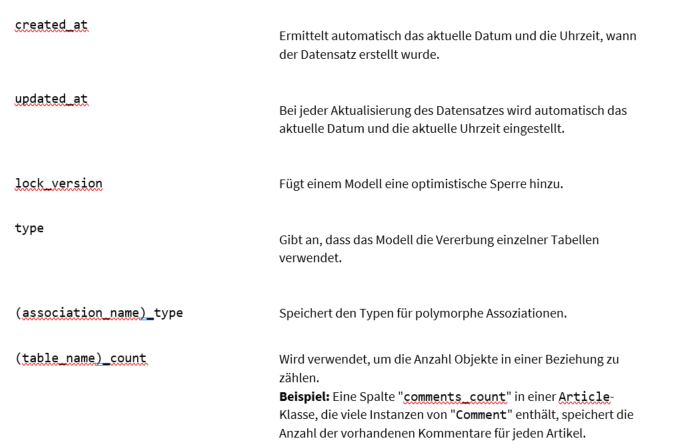 created_at
Ermittelt automatisch das aktuelle Datum und die Uhrzeit, wann
der Datensatz erstellt wurde.
updated_at
Bei jeder Aktualisierung des Datensatzes wird automatisch das
aktuelle Datum und die aktuelle Uhrzeit eingestellt.
lock_version
Fügt einem Modell eine optimistische Sperre hinzu.
type
Gibt an, dass das Modell die Vererbung einzelner Tabellen
verwendet.
(association_name)_type
Speichert den Typen für polymorphe Assoziationen.
(table_name)_count
Wird verwendet, um die Anzahl Objekte in einer Beziehung zu
zählen.
Beispiel: Eine Spalte "comments_count" in einer Article-
Klasse, die viele Instanzen von "Comment" enthält, speichert die
Anzahl der vorhandenen Kommentare für jeden Artikel.